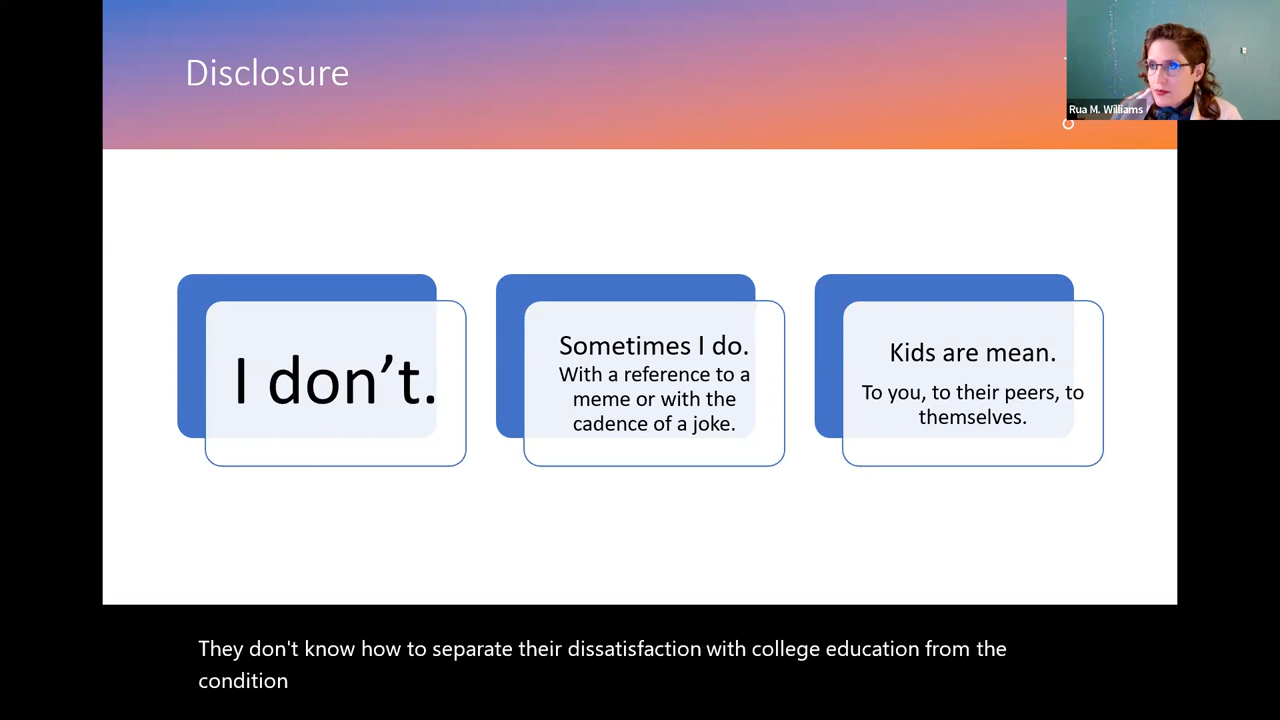 Disclosure
Rua M. Williams
I don’t.
Sometimes I do.
With a reference to a
meme or with the
cadence of a joke.
Kids are mean.
To you, to their peers, to
themselves.
They don't know how to separate their dissatisfaction with college education from the
condition